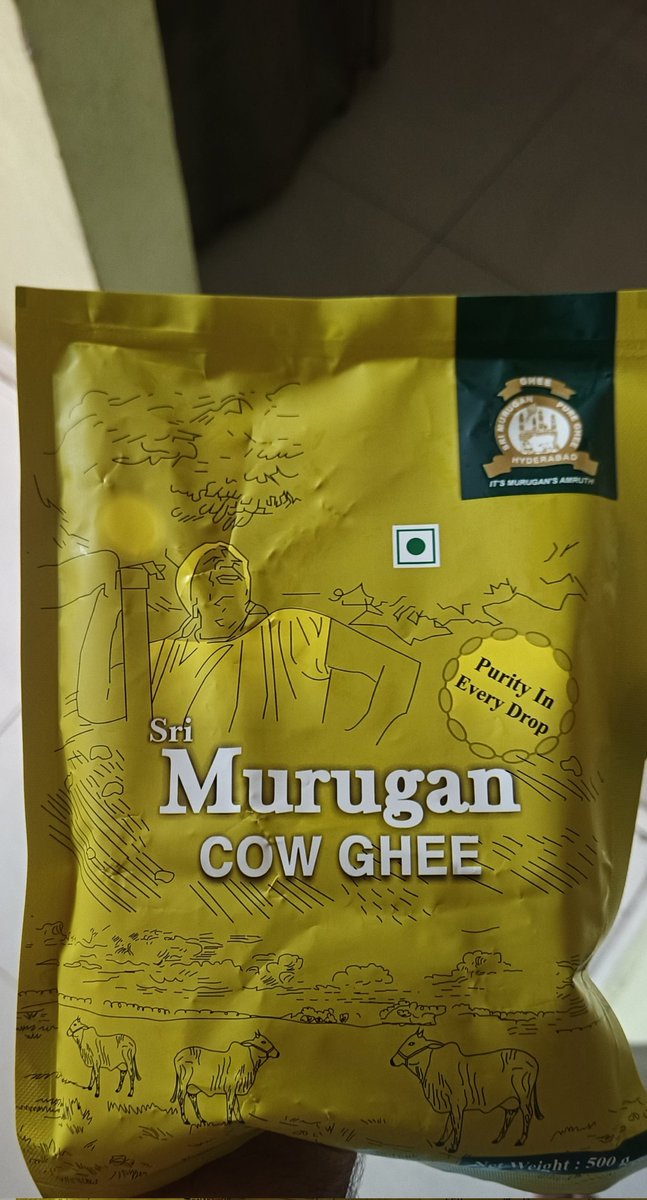 GHEE
SRI MURUGAN PURE GHEE
HYDERABAD
IT'S MURUGAN'S AMRUTH
Purity In
Every Drop
Sri
Murugan
COW GHEE
Net Weight : 500 g